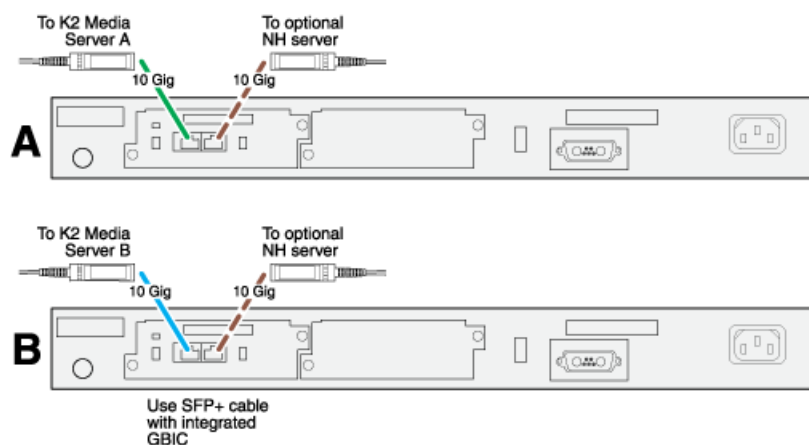 To K2 Media
Server A
To optional
NH server
10 Gig
10 Gig
A
To K2 Media
Server B
To optional
NH server
10 Gig
10 Gig
B
Use SFP+ cable
with integrated
GBIC